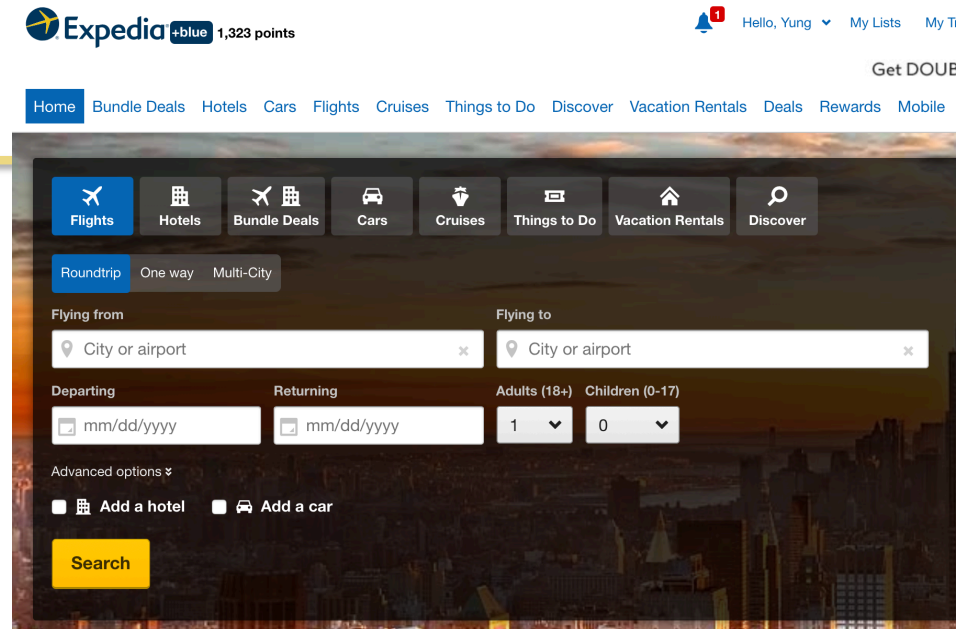 Expedia +blue 1,323 points
1 Hello, Yung My Lists My
Get
Home Bundle Deals Hotels Cars Flights Cruises Things to Do Discover Vacation Rentals Deals Rewards Mobile
Flights Hotels Bundle Deals Cars Cruises Things to Do Vacation Rentals Discover
Roundtrip One way Multi-City
Flying from Flying to
City or airport City or airport
Departing Returning Adults (18+) Children (0-17)
mm/dd/yyyy mm/dd/yyyy 1 0
Advanced options
Add a hotel Add a car
Search